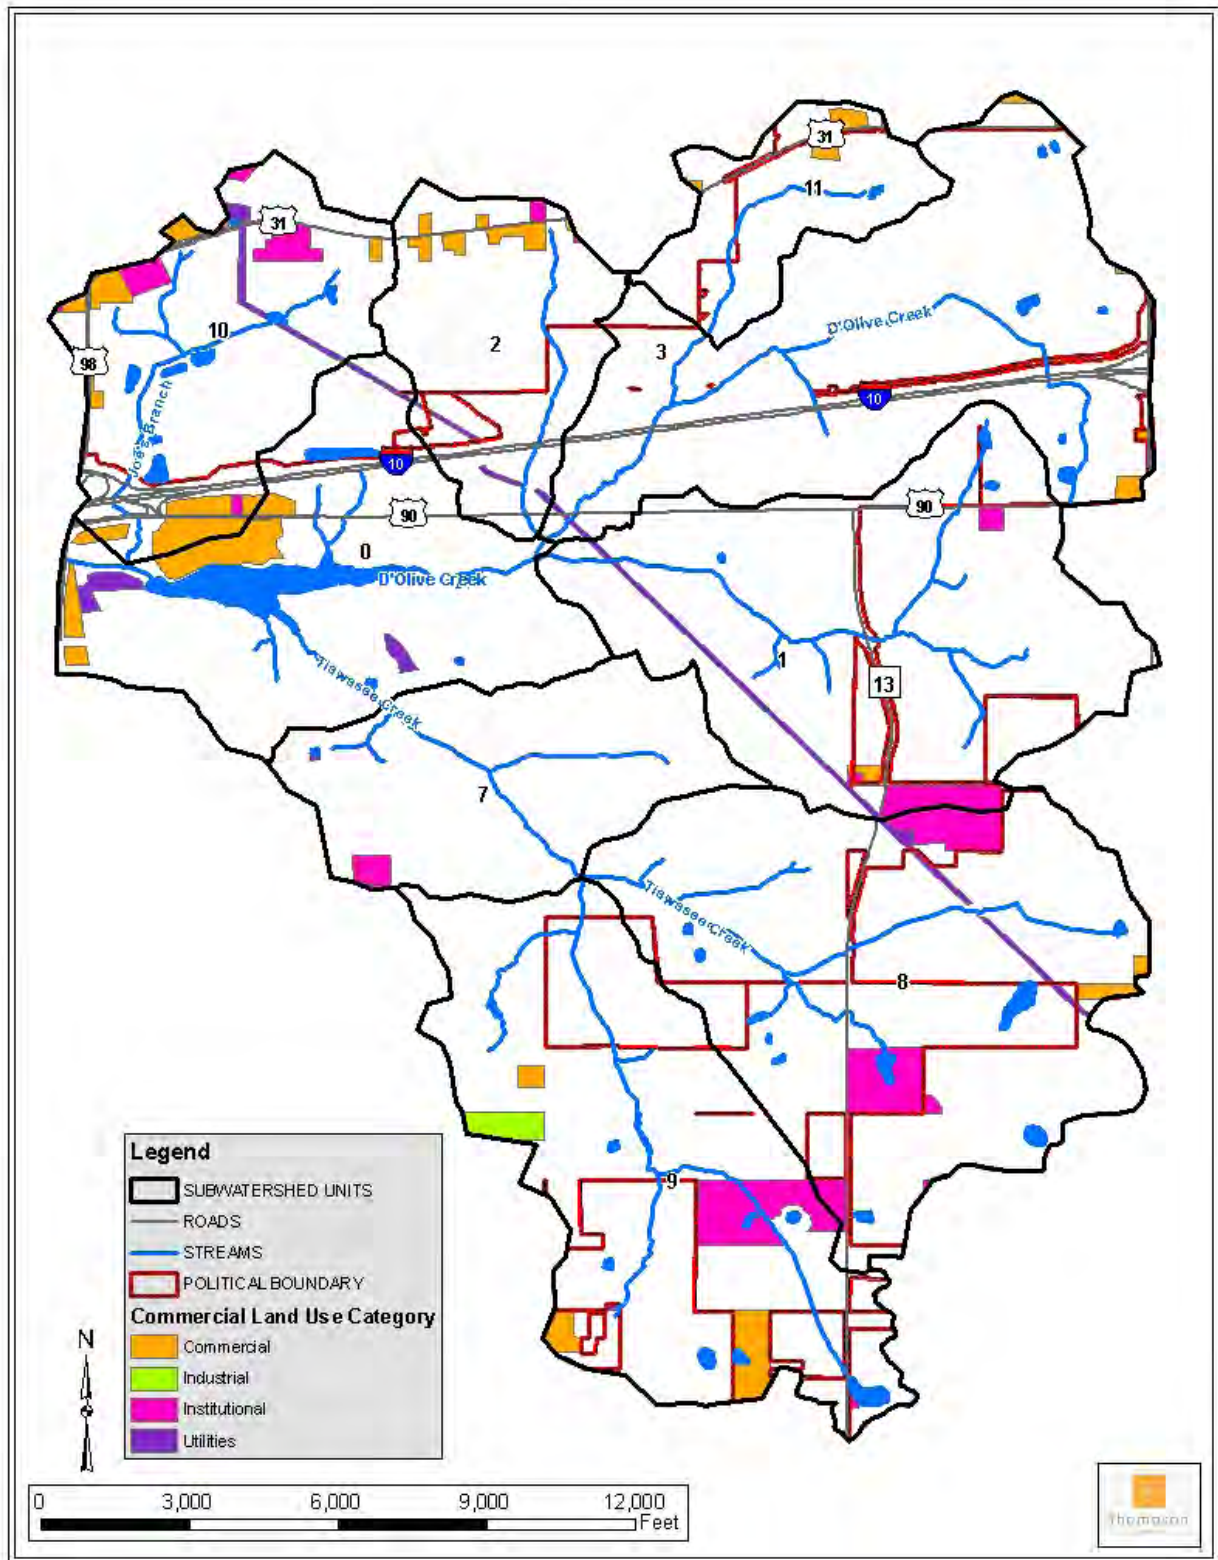 31
11
31
D'Olive Creek
2
3
10
98
10
Joe's Branch
10
90
90
0
D'Olive Creek
Tiawasee Creek
1
13
7
Tiawasee Creek
8
9
Legend
SUBWATERSHED UNITS
ROADS
STREAMS
POLITICAL BOUNDARY
Commercial Land Use Category
Commercial
Industrial
Institutional
Utilities
N
0 3,000 6,000 9,000 12,000
Feet
Thompson